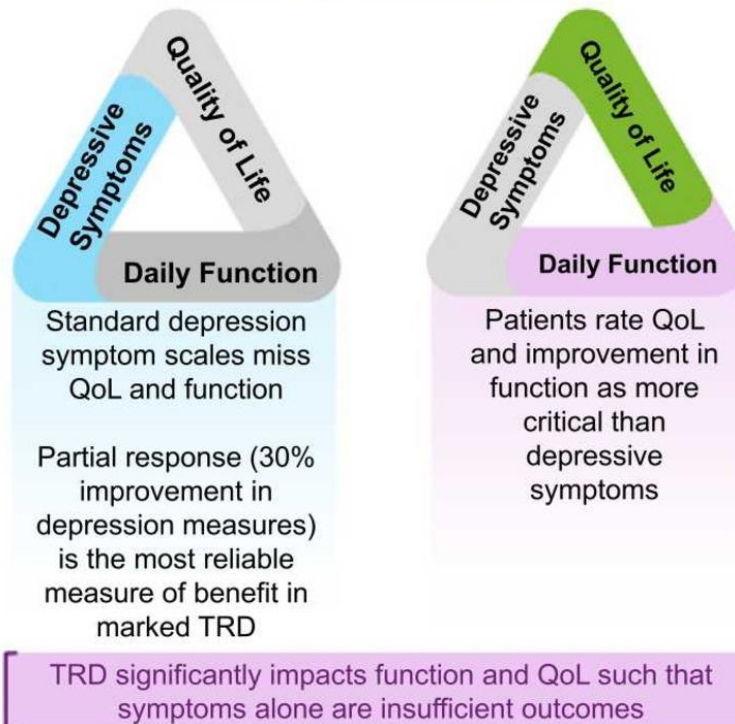 Depressive
Symptoms
Quality of Life
Daily Function
Standard depression
symptom scales miss
QoL and function
Partial response (30%
improvement in
depression measures)
is the most reliable
measure of benefit in
marked TRD
Depressive
Symptoms
Quality of Life
Daily Function
Patients rate QoL
and improvement in
function as more
critical than
depressive
symptoms
TRD significantly impacts function and QoL such that
symptoms alone are insufficient outcomes